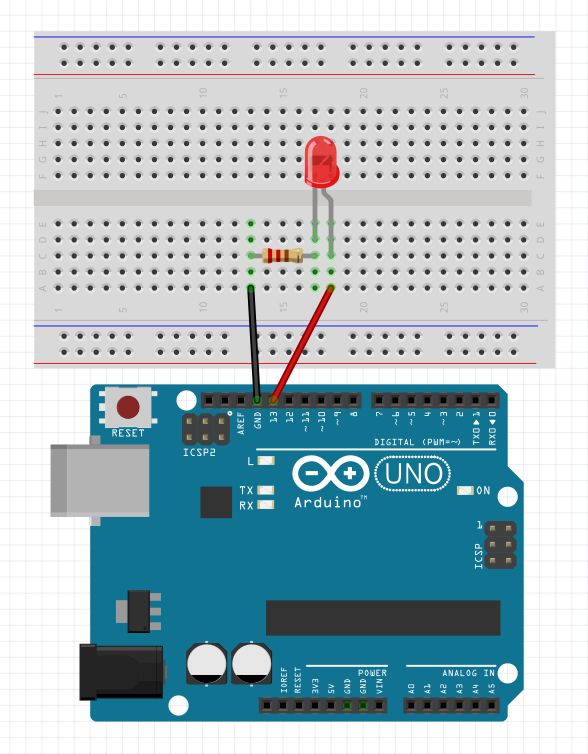 1 5 10 15 20 25 30
J J
I I
H H
G G
F F
E E
D D
C C
B B
A A
1 5 10 15 20 25 30
AREF GND 13 12 ~11 ~10 ~9 8 7 ~6 ~5 4 ~3 2 TX0▶1 RX0◀0
RESET
ICSP2
DIGITAL (PWM=~)
L
TX
RX
UNO
Arduino™
ON
1
ICSP
POWER
ANALOG IN
IOREF RESET 3V3 5V GND GND VIN A0 A1 A2 A3 A4 A5